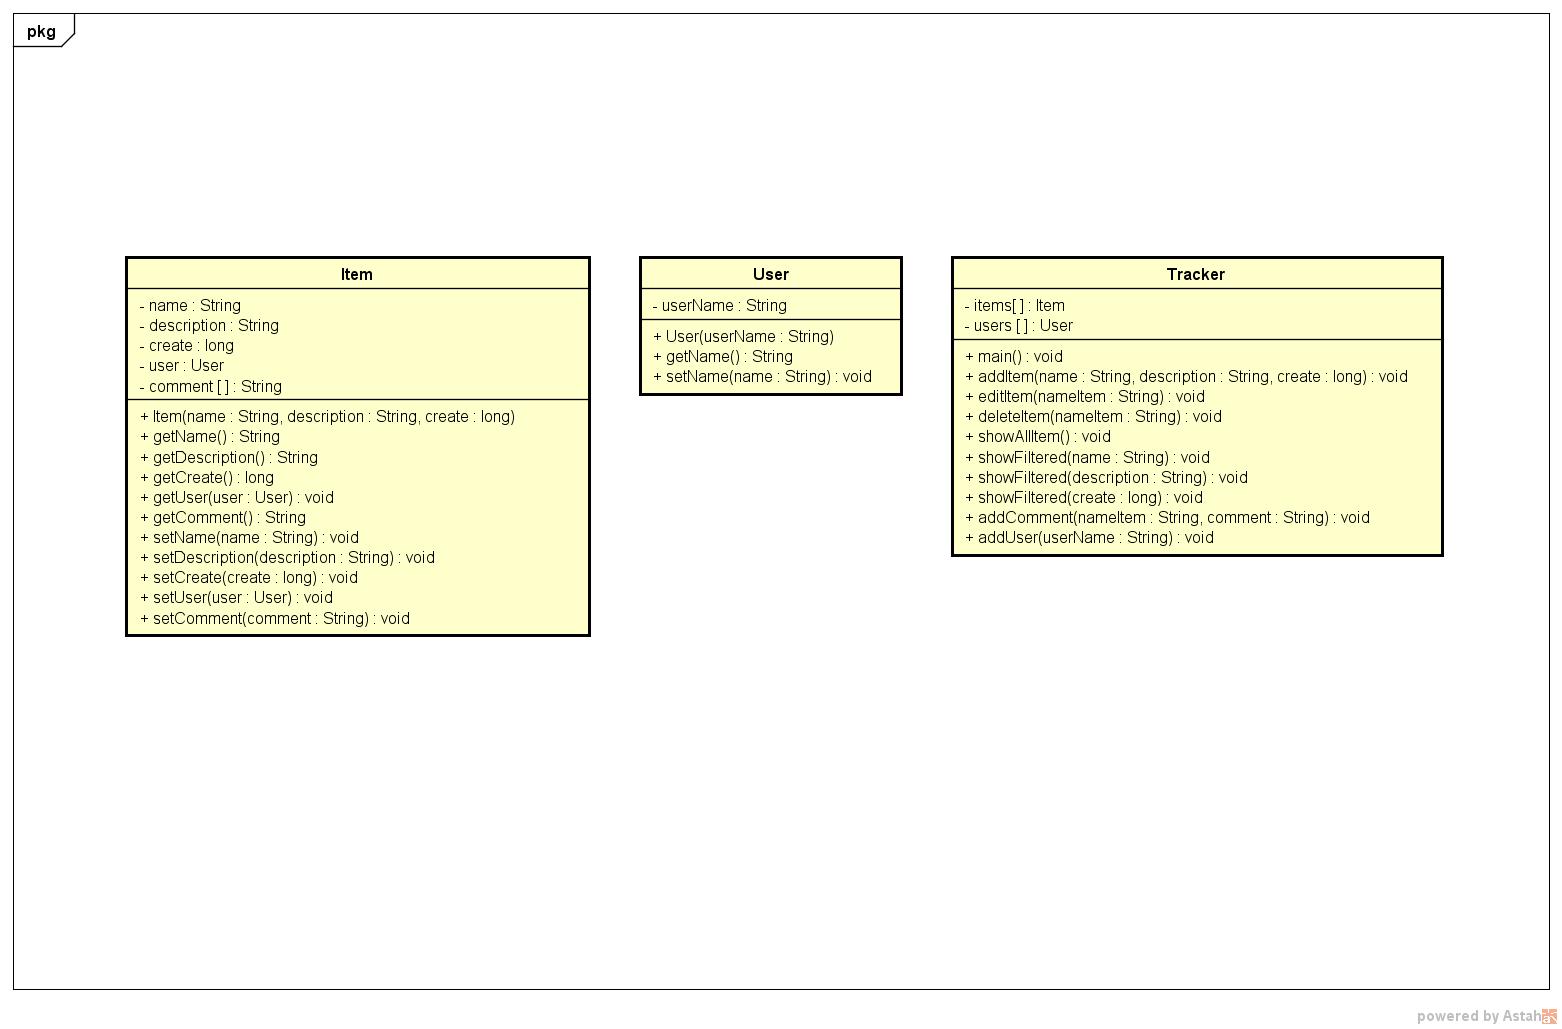 pkg
Item
- name : String
- description : String
- create : long
- user : User
- comment [ ] : String
+ Item(name : String, description : String, create : long)
+ getName() : String
+ getDescription() : String
+ getCreate() : long
+ getUser(user : User) : void
+ getComment() : String
+ setName(name : String) : void
+ setDescription(description : String) : void
+ setCreate(create : long) : void
+ setUser(user : User) : void
+ setComment(comment : String) : void
User
- userName : String
+ User(userName : String)
+ getName() : String
+ setName(name : String) : void
Tracker
- items[ ] : Item
- users [ ] : User
+ main() : void
+ addItem(name : String, description : String, create : long) : void
+ editItem(nameItem : String) : void
+ deleteItem(nameItem : String) : void
+ showAllItem() : void
+ showFiltered(name : String) : void
+ showFiltered(description : String) : void
+ showFiltered(create : long) : void
+ addComment(nameItem : String, comment : String) : void
+ addUser(userName : String) : void
powered by Astah